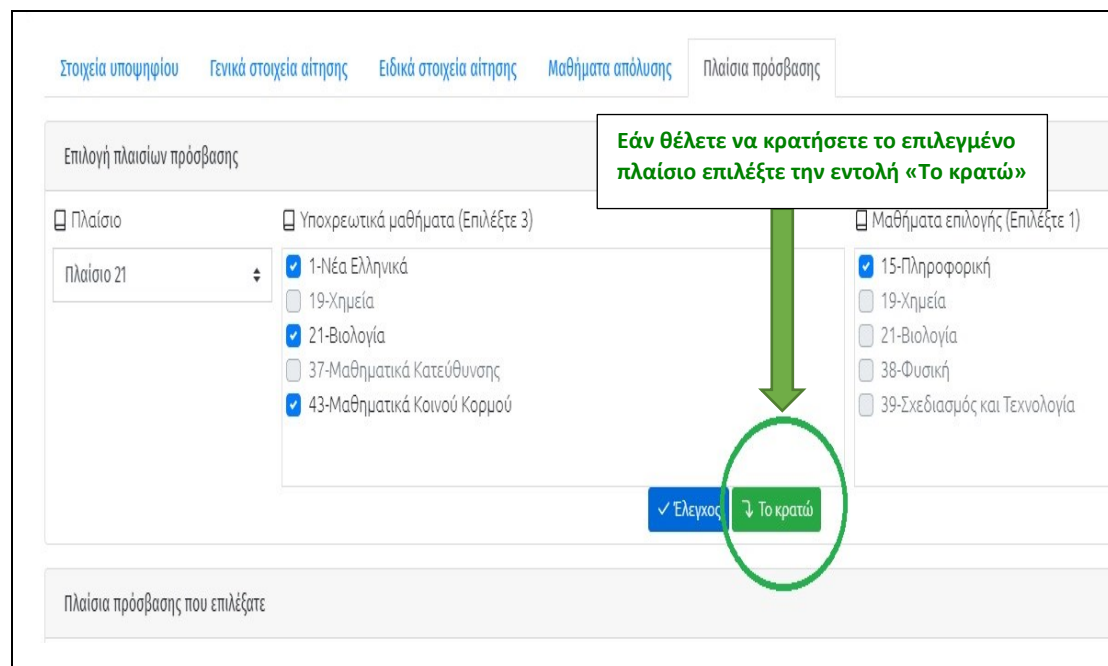 Στοιχεία υποψηφίου Γενικά στοιχεία αίτησης Ειδικά στοιχεία αίτησης Μαθήματα απόλυσης Πλαίσια πρόσβασης
Εάν θέλετε να κρατήσετε το επιλεγμένο
πλαίσιο επιλέξτε την εντολή «Το κρατώ»
Επιλογή πλαισίων πρόσβασης
Πλαίσιο
Πλαίσιο 21
Υποχρεωτικά μαθήματα (Επιλέξτε 3)
1-Νέα Ελληνικά
19-Χημεία
21-Βιολογία
37-Μαθηματικά Κατεύθυνσης
43-Μαθηματικά Κοινού Κορμού
Μαθήματα επιλογής (Επιλέξτε 1)
15-Πληροφορική
19-Χημεία
21-Βιολογία
38-Φυσική
39-Σχεδιασμός και Τεχνολογία
Έλεγχος
Το κρατώ
Πλαίσια πρόσβασης που επιλέξατε